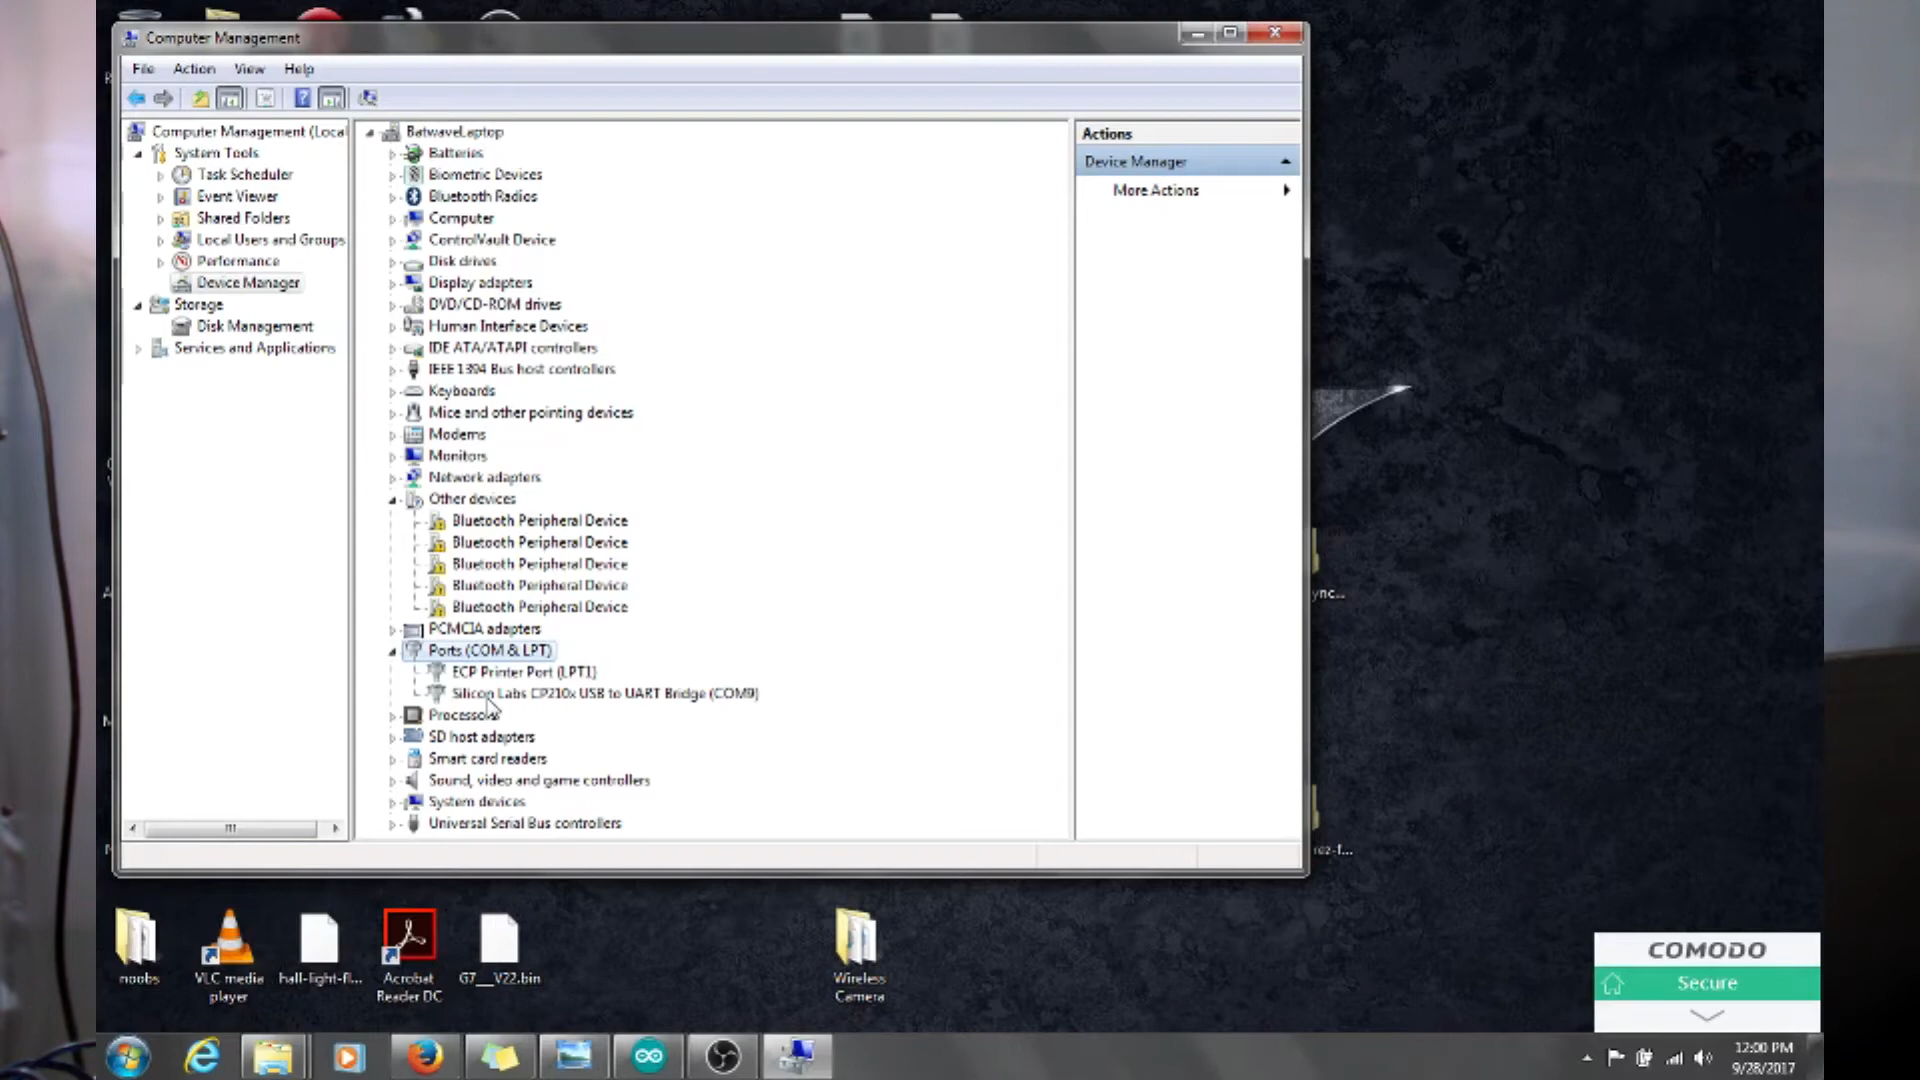 Computer Management
File Action View Help
Computer Management (Local
System Tools
Task Scheduler
Event Viewer
Shared Folders
Local Users and Groups
Performance
Device Manager
Storage
Disk Management
Services and Applications
BatwaveLaptop
Batteries
Biometric Devices
Bluetooth Radios
Computer
ControlVault Device
Disk drives
Display adapters
DVD/CD-ROM drives
Human Interface Devices
IDE ATA/ATAPI controllers
IEEE 1394 Bus host controllers
Keyboards
Mice and other pointing devices
Modems
Monitors
Network adapters
Other devices
Bluetooth Peripheral Device
Bluetooth Peripheral Device
Bluetooth Peripheral Device
Bluetooth Peripheral Device
Bluetooth Peripheral Device
PCMCIA adapters
Ports (COM & LPT)
ECP Printer Port (LPT1)
Silicon Labs CP210x USB to UART Bridge (COM9)
Processors
SD host adapters
Smart card readers
Sound, video and game controllers
System devices
Universal Serial Bus controllers
Actions
Device Manager
More Actions
ync...
rez-f...
noobs
VLC media
player
hall-light-fl...
Acrobat
Reader DC
G7__V22.bin
Wireless
Camera
COMODO
Secure
12:00 PM
9/28/2017